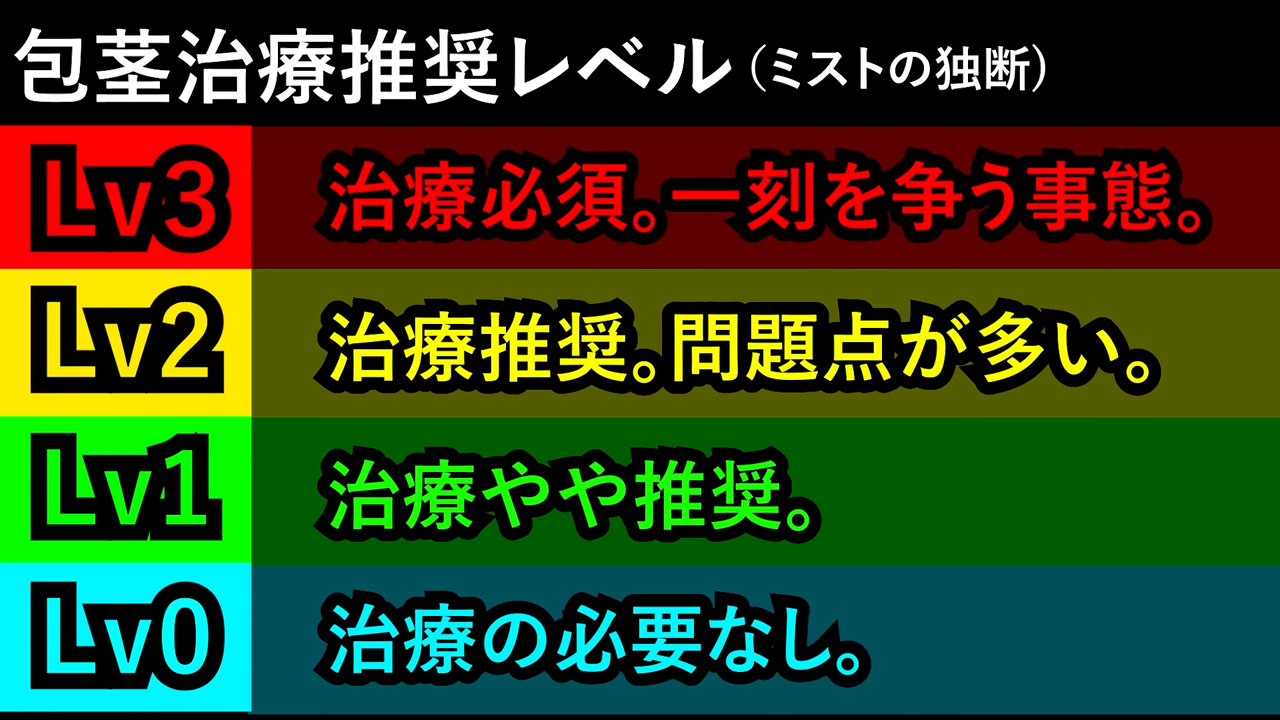 包茎治療推奨レベル（ミストの独断）
Lv3 治療必須。一刻を争う事態。
Lv2 治療推奨。問題点が多い。
Lv1 治療やや推奨。
Lv0 治療の必要なし。